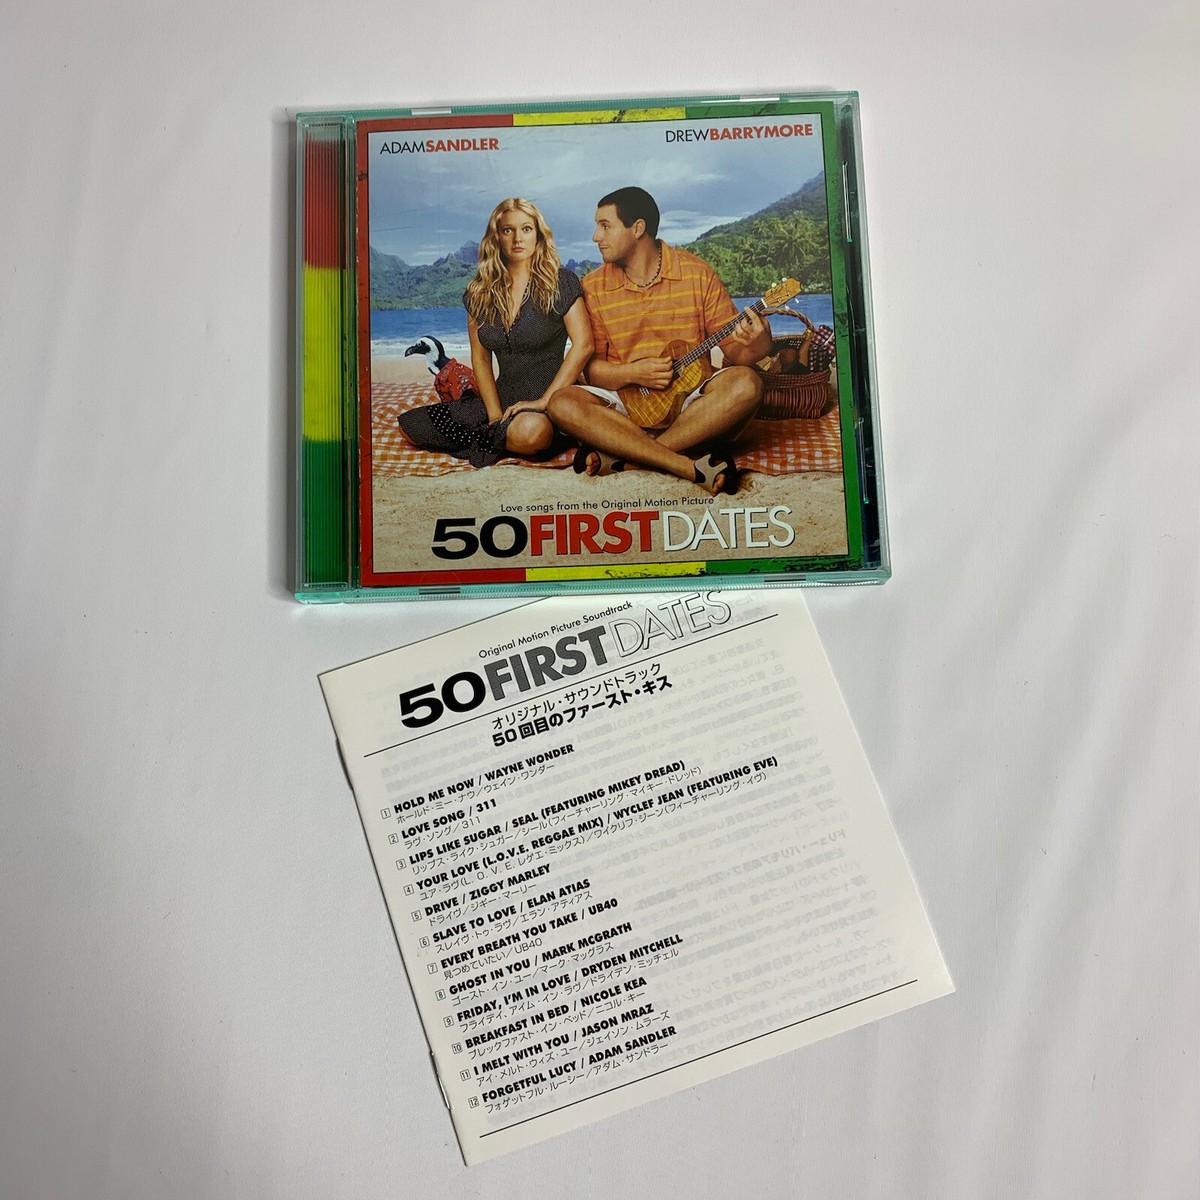 ADAMSANDLER
DREWBARRYMORE
Love songs from the Original Motion Picture
50FIRSTDATES
Original Motion Picture Soundtrack
50FIRSTDATES
オリジナル・サウンドトラック
50回目のファースト・キス
1 HOLD ME NOW / WAYNE WONDER
ホールド・ミー・ナウ/ウェイン・ワンダー
2 LOVE SONG / 311
ラヴ・ソング/311
3 LIPS LIKE SUGAR / SEAL (FEATURING MIKEY DREAD)
リップス・ライク・シュガー/シール(フィーチャーリング・マイキー・ドレッド)
4 YOUR LOVE (L.O.V.E. REGGAE MIX) / WYCLEF JEAN (FEATURING EVE)
ユア・ラヴ(L. O. V. E. レゲエ・ミックス)/ワイクリフ・ジーン(フィーチャーリング・イヴ)
5 DRIVE / ZIGGY MARLEY
ドライヴ/ジギー・マーリー
6 SLAVE TO LOVE / ELAN ATIAS
スレイヴ・トゥ・ラヴ/エラン・アティアス
7 EVERY BREATH YOU TAKE / UB40
見つめていたい/UB40
8 GHOST IN YOU / MARK MCGRATH
ゴースト・イン・ユー/マーク・マッグラス
9 FRIDAY, I'M IN LOVE / DRYDEN MITCHELL
フライデイ、アイム・イン・ラヴ/ドライデン・ミッチェル
10 BREAKFAST IN BED / NICOLE KEA
ブレックファスト・イン・ベッド/ニコル・キー
11 I MELT WITH YOU / JASON MRAZ
アイ・メルト・ウィズ・ユー/ジェイソン・ムラーズ
12 FORGETFUL LUCY / ADAM SANDLER
フォゲットフル・ルーシー/アダム・サンドラー